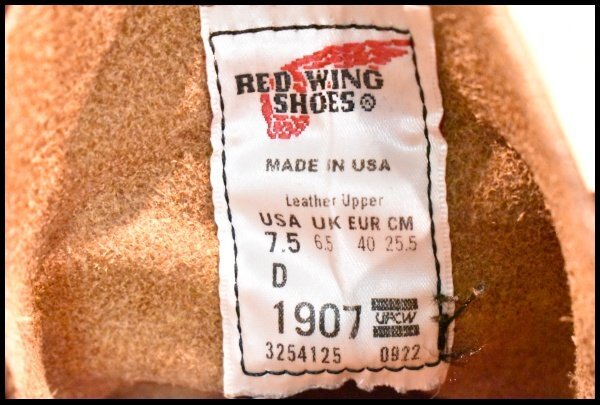 RED WING
SHOES®
MADE IN USA
Leather Upper
USA UK EUR CM
7.5 6.5 40 25.5
D
1907 UFCW
3254125 0922